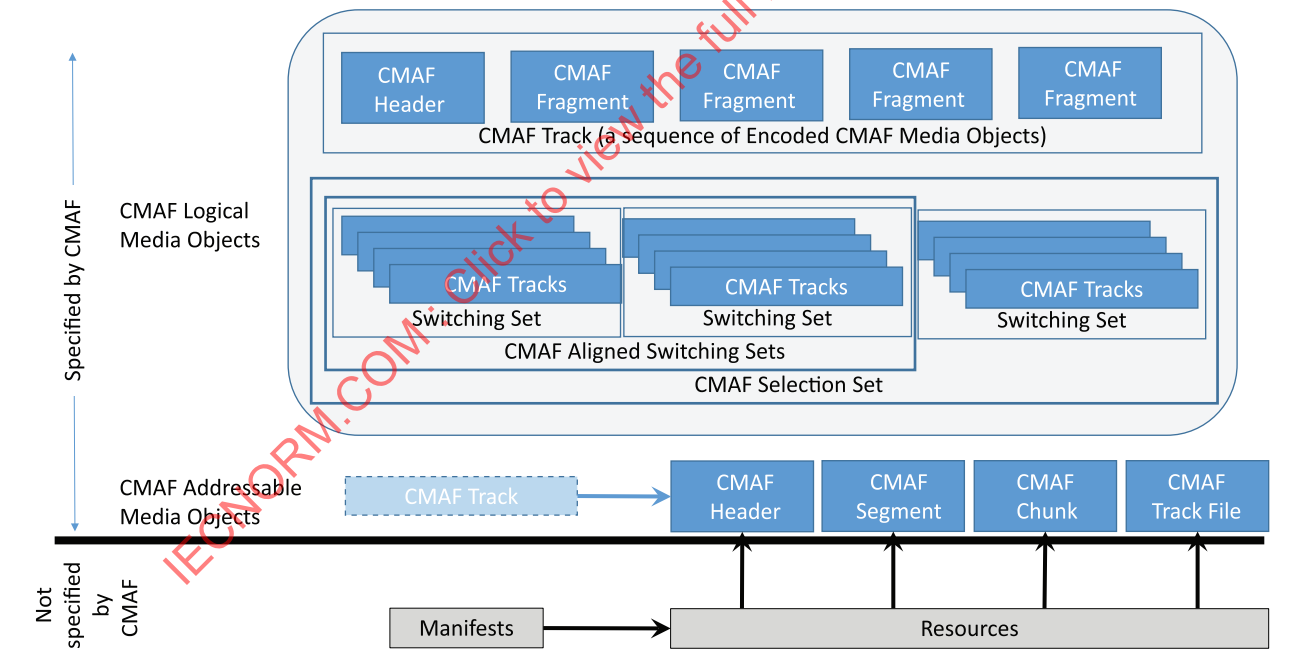 CMAF
Header
CMAF
Fragment
CMAF
Fragment
CMAF
Fragment
CMAF
Fragment
CMAF Track (a sequence of Encoded CMAF Media Objects)
Specified by CMAF
CMAF Logical
Media Objects
CMAF Tracks
Switching Set
CMAF Tracks
Switching Set
CMAF Tracks
Switching Set
CMAF Aligned Switching Sets
CMAF Selection Set
CMAF Addressable
Media Objects
CMAF Track
CMAF
Header
CMAF
Segment
CMAF
Chunk
CMAF
Track File
Not
specified
by
CMAF
Manifests
Resources
IECNORM.COM : Click to view the full